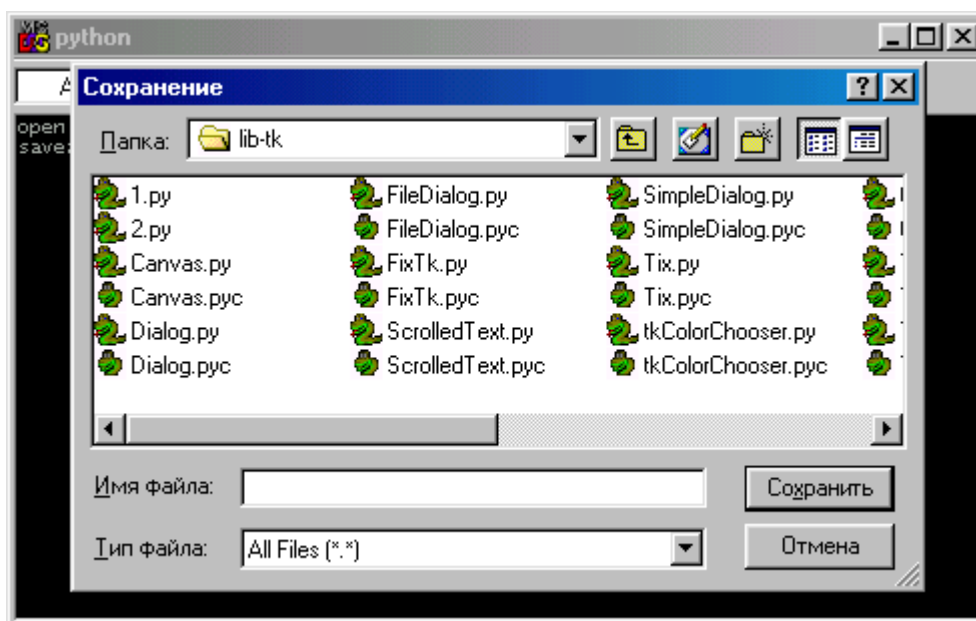 python
Сохранение
open
save:
Папка: lib-tk
1.py
2.py
Canvas.py
Canvas.pyc
Dialog.py
Dialog.pyc
FileDialog.py
FileDialog.pyc
FixTk.py
FixTk.pyc
ScrolledText.py
ScrolledText.pyc
SimpleDialog.py
SimpleDialog.pyc
Tix.py
Tix.pyc
tkColorChooser.py
tkColorChooser.pyc
Имя файла:
Сохранить
Тип файла: All Files (*.*)
Отмена